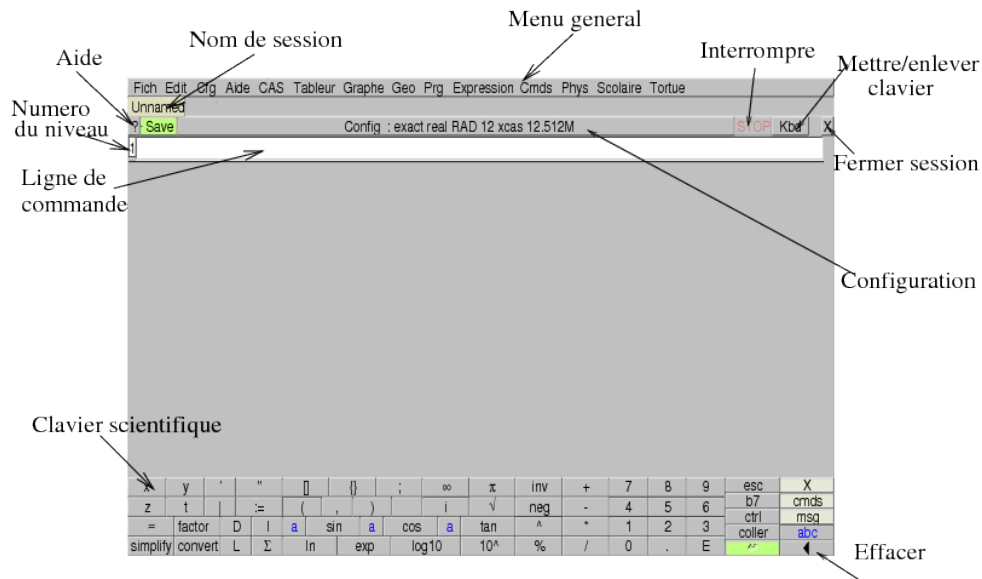 Menu general
Nom de session
Interrompre
Aide
Mettre/enlever
clavier
Fich Edit Cfg Aide CAS Tableur Graphe Geo Prg Expression Cmds Phys Scolaire Tortue
Unnamed
Numero
du niveau
? Save Config : exact real RAD 12 xcas 12.512M STOP Kbd X
1
Fermer session
Ligne de
commande
Configuration
Clavier scientifique
x y ' " [] {} ; ∞ π inv + 7 8 9 esc X
z t | := ( , ) i √ neg - 4 5 6 b7 cmds
ctrl msg
= factor D I a sin a cos a tan ^ * 1 2 3 coller abc
simplify convert L Σ ln exp log10 10^ % / 0 . E
Effacer